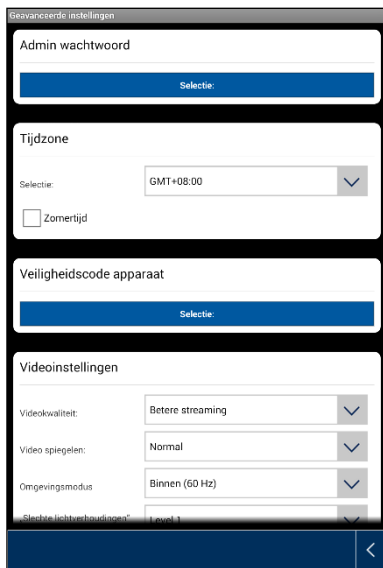 Geavanceerde instellingen
Admin wachtwoord
Selectie:
Tijdzone
Selectie: GMT+08:00
Zomertijd
Veiligheidscode apparaat
Selectie:
Videoinstellingen
Videokwaliteit: Betere streaming
Video spiegelen: Normal
Omgevingsmodus Binnen (60 Hz)
„Slechte lichtverhoudingen" Level 1